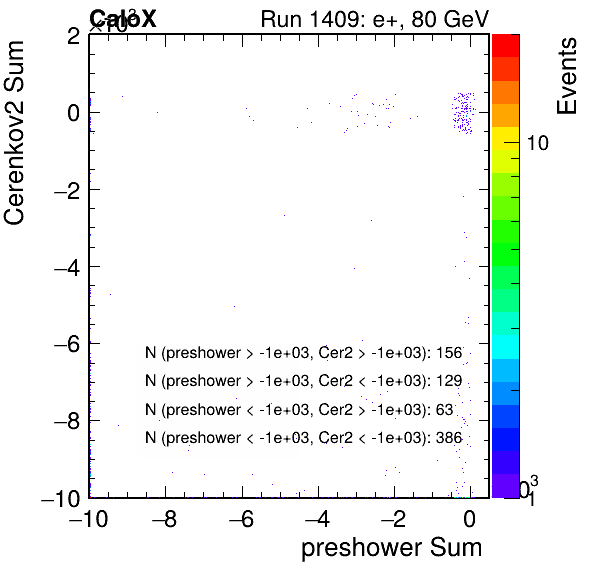 CaloX Run 1409: e+, 80 GeV
×10³
Cerenkov2 Sum
Events
2
0
−2
−4
−6
−8
−10
10
1
N (preshower > -1e+03, Cer2 > -1e+03): 156
N (preshower > -1e+03, Cer2 < -1e+03): 129
N (preshower < -1e+03, Cer2 > -1e+03): 63
N (preshower < -1e+03, Cer2 < -1e+03): 386
−10 −8 −6 −4 −2 0
preshower Sum